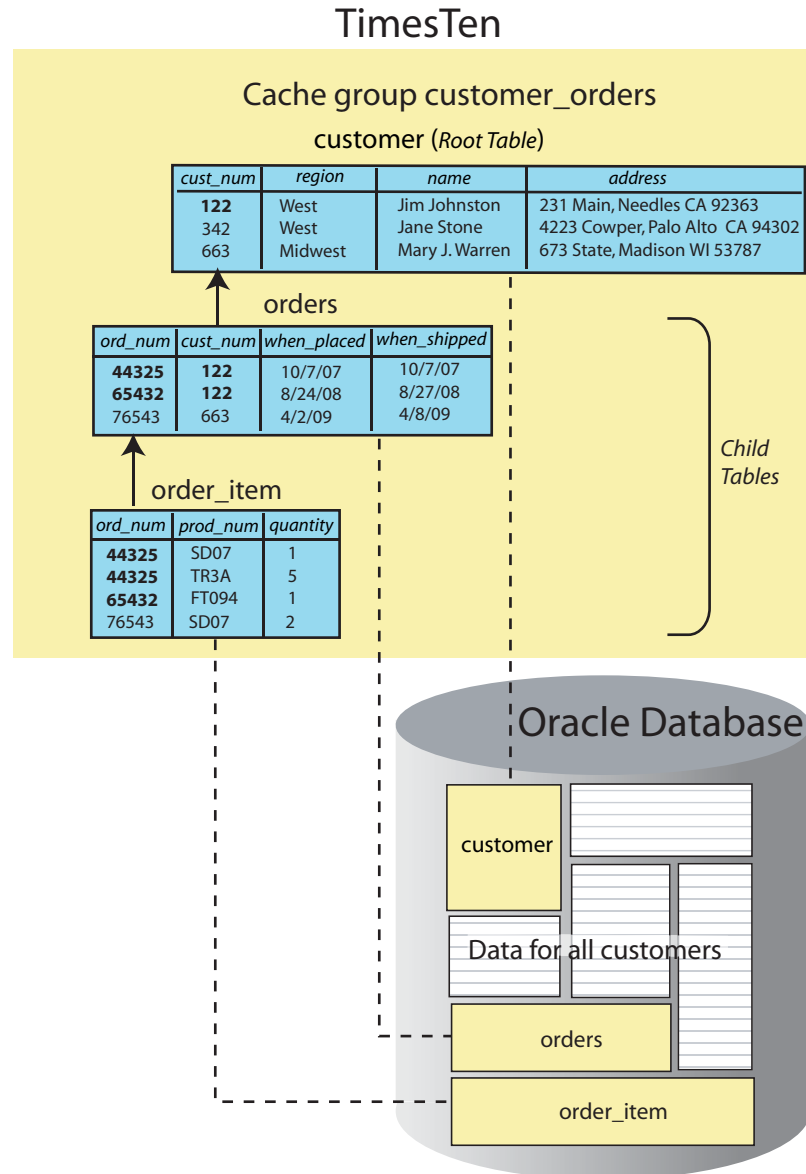 TimesTen
Cache group customer_orders
customer (Root Table)
cust_num region name address
122 West Jim Johnston 231 Main, Needles CA 92363
342 West Jane Stone 4223 Cowper, Palo Alto CA 94302
663 Midwest Mary J. Warren 673 State, Madison WI 53787
orders
ord_num cust_num when_placed when_shipped
44325 122 10/7/07 10/7/07
65432 122 8/24/08 8/27/08
76543 663 4/2/09 4/8/09
Child
Tables
order_item
ord_num prod_num quantity
44325 SD07 1
44325 TR3A 5
65432 FT094 1
76543 SD07 2
Oracle Database
customer
Data for all customers
orders
order_item